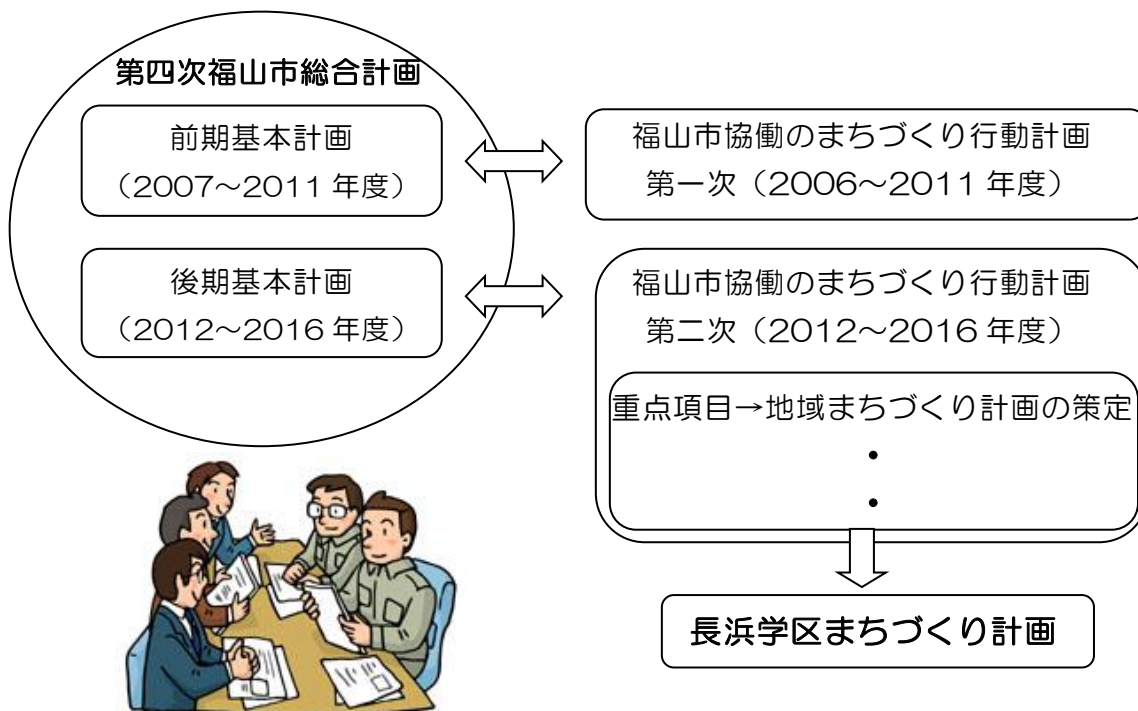 第四次福山市総合計画
前期基本計画
(2007～2011 年度)
後期基本計画
(2012～2016 年度)
福山市協働のまちづくり行動計画
第一次(2006～2011 年度)
福山市協働のまちづくり行動計画
第二次(2012～2016 年度)
重点項目→地域まちづくり計画の策定
・
・
長浜学区まちづくり計画